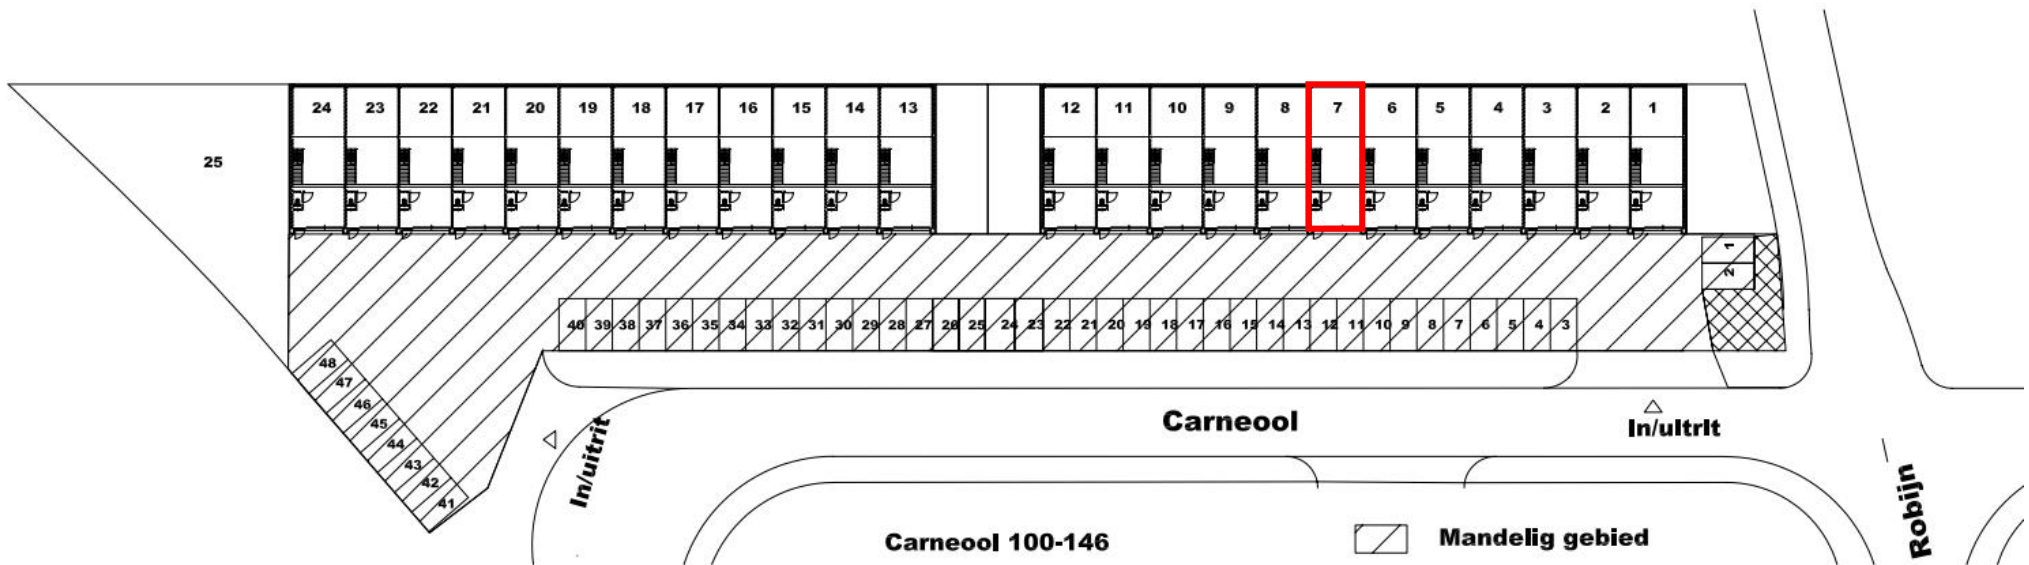 24 23 22 21 20 19 18 17 16 15 14 13 12 11 10 9 8 7 6 5 4 3 2 1
25
1
2
40 39 38 37 36 35 34 33 32 31 30 29 28 27 26 25 24 23 22 21 20 19 18 17 16 15 14 13 12 11 10 9 8 7 6 5 4 3
48
47
46
45
44
43
42
41
In/uitrit
Carneool
In/uitrit
Robijn
Carneool 100-146
Mandelig gebied